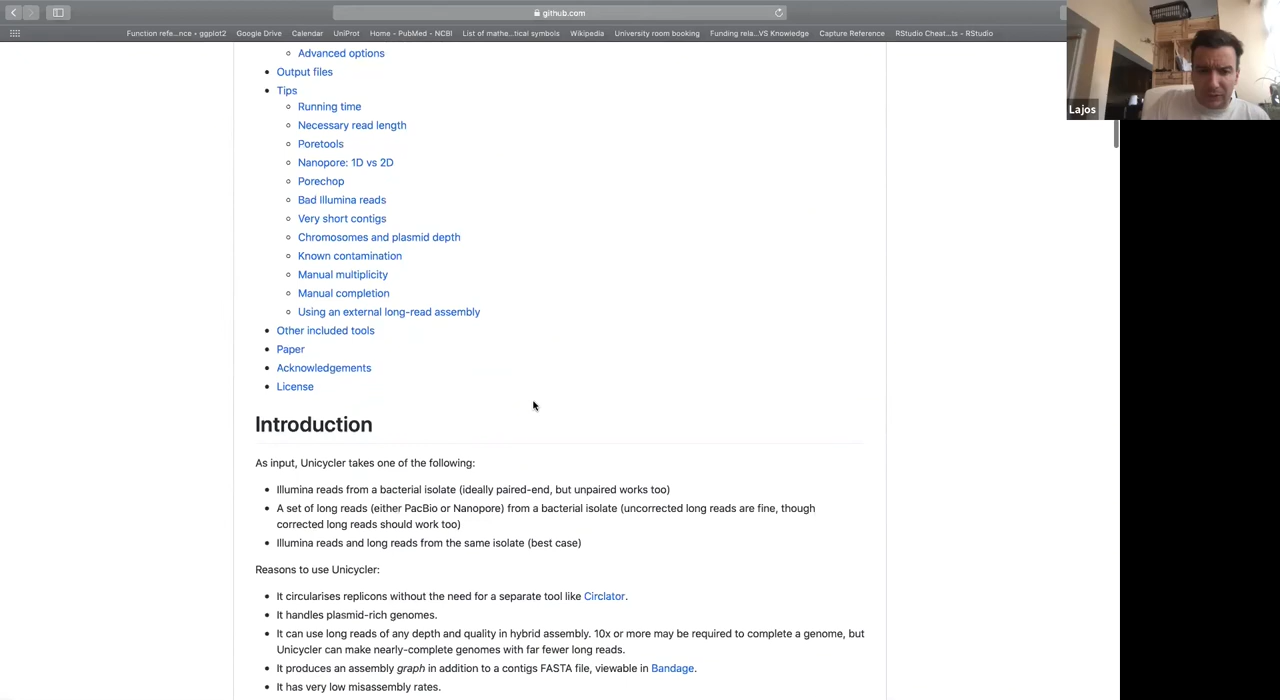 github.com
Function refe...nce - ggplot2 Google Drive Calendar UniProt Home - PubMed - NCBI List of mathe...tical symbols Wikipedia University room booking Funding rela...VS Knowledge Capture Reference RStudio Cheat...ts - RStudio
Lajos
Advanced options
Output files
Tips
Running time
Necessary read length
Poretools
Nanopore: 1D vs 2D
Porechop
Bad Illumina reads
Very short contigs
Chromosomes and plasmid depth
Known contamination
Manual multiplicity
Manual completion
Using an external long-read assembly
Other included tools
Paper
Acknowledgements
License
Introduction
As input, Unicycler takes one of the following:
Illumina reads from a bacterial isolate (ideally paired-end, but unpaired works too)
A set of long reads (either PacBio or Nanopore) from a bacterial isolate (uncorrected long reads are fine, though
corrected long reads should work too)
Illumina reads and long reads from the same isolate (best case)
Reasons to use Unicycler:
It circularises replicons without the need for a separate tool like Circlator.
It handles plasmid-rich genomes.
It can use long reads of any depth and quality in hybrid assembly. 10x or more may be required to complete a genome, but
Unicycler can make nearly-complete genomes with far fewer long reads.
It produces an assembly graph in addition to a contigs FASTA file, viewable in Bandage.
It has very low misassembly rates.